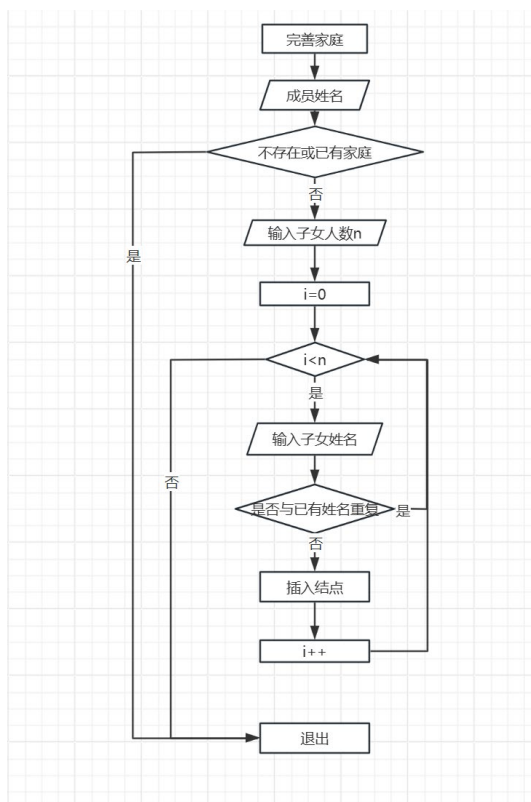 完善家庭
成员姓名
不存在或已有家庭
否
是
输入子女人数n
i=0
i<n
是
输入子女姓名
否
是否与已有姓名重复
是
否
插入结点
i++
退出